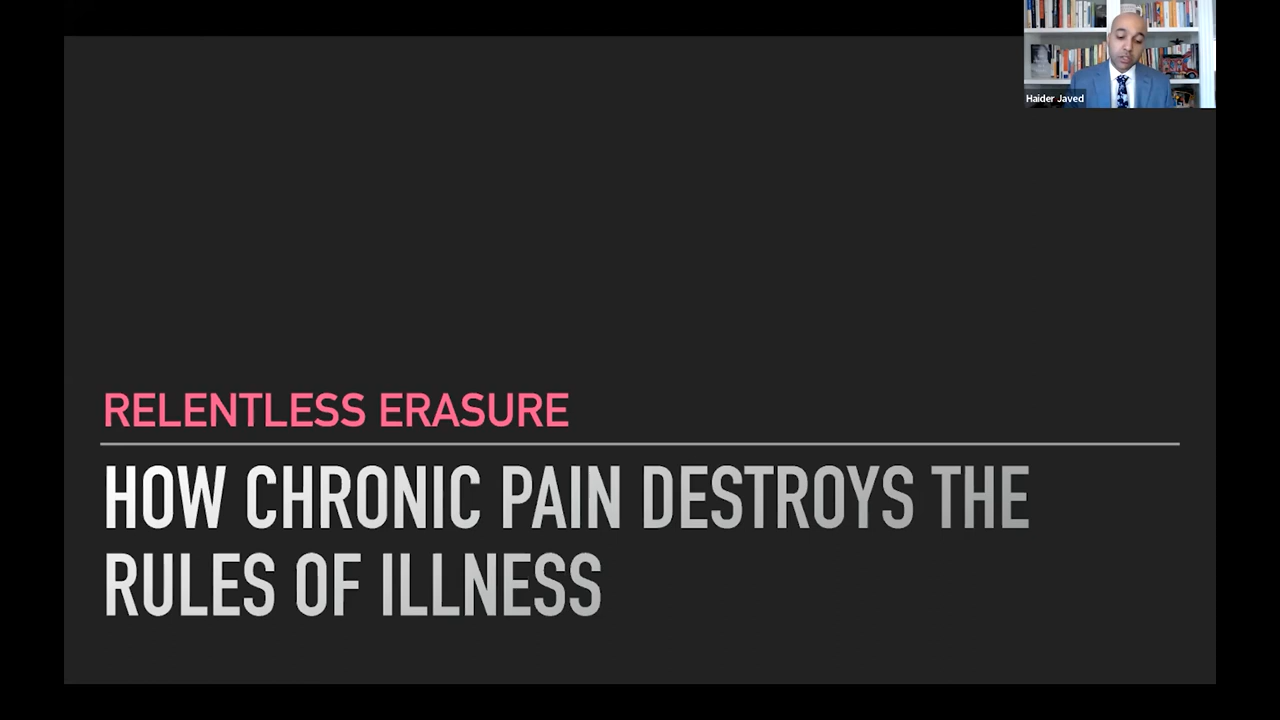 Haider Javed
RELENTLESS ERASURE
HOW CHRONIC PAIN DESTROYS THE
RULES OF ILLNESS